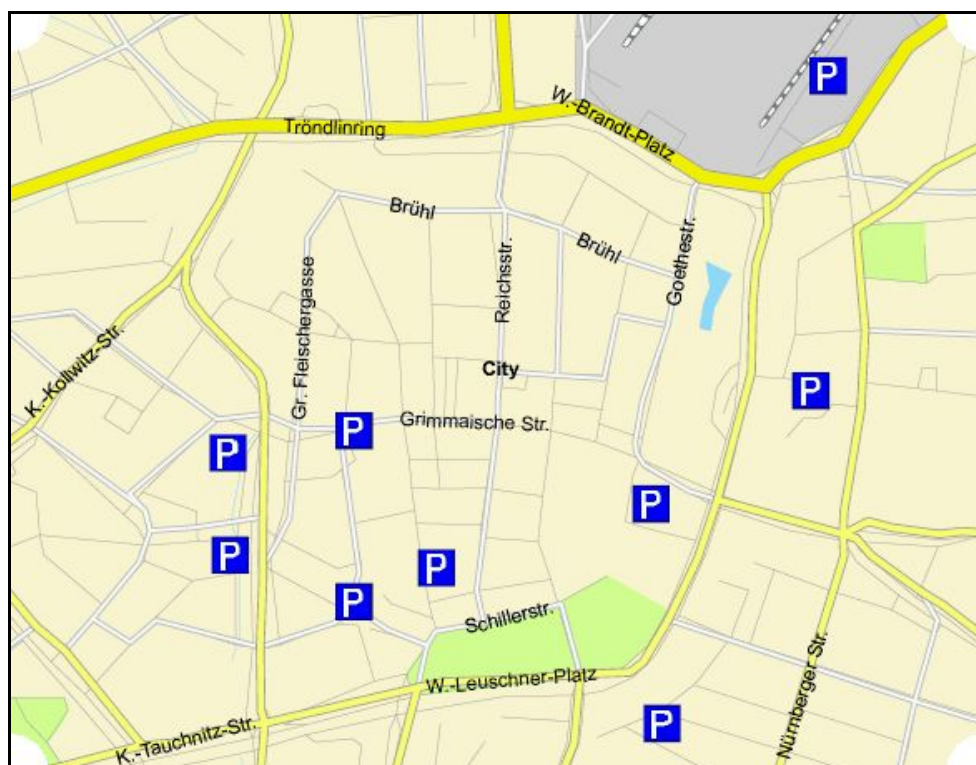 P
W.-Brandt-Platz
Tröndlinring
Brühl
Brühl
Goethestr.
Reichsstr.
Gr. Fleischergasse
K.-Kollwitz-Str.
City
P
Grimmaische Str.
P
P
P
P
P
P
Schillerstr.
W.-Leuschner-Platz
Nürnberger Str.
P
K.-Tauchnitz-Str.